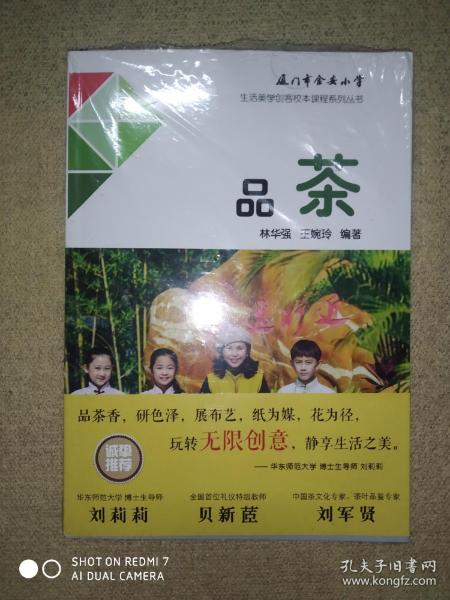 厦门市金安小学
生活美学创客校本课程系列丛书
品茶
林华强 王婉玲 编著
品茶香，研色泽，展布艺，纸为媒，花为径，
玩转无限创意，静享生活之美。
—— 华东师范大学 博士生导师 刘莉莉
诚挚
推荐
华东师范大学 博士生导师
刘莉莉
全国首位礼仪特级教师
贝新蓝
中国茶文化专家、茶叶品鉴专家
刘军贤
SHOT ON REDMI 7
AI DUAL CAMERA
孔夫子旧书网
www.kongfz.com